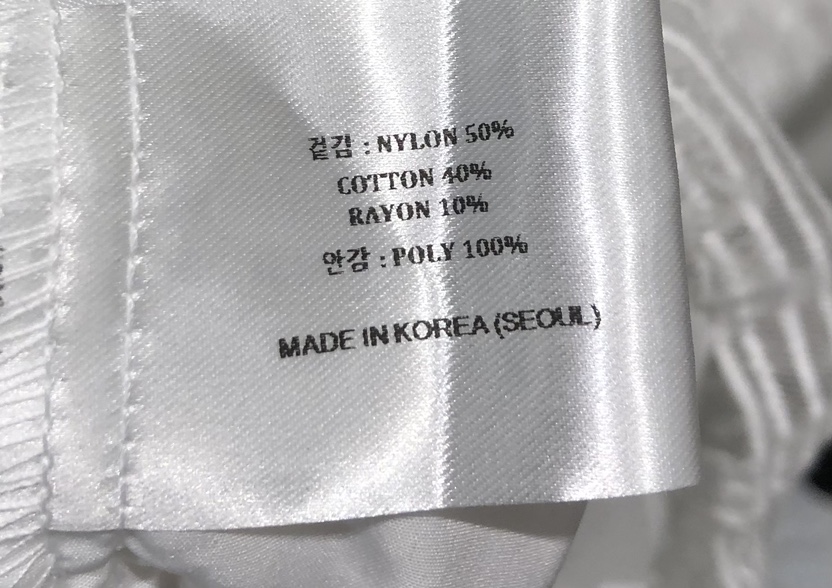 겉감 : NYLON 50%
COTTON 40%
RAYON 10%
안감 : POLY 100%
MADE IN KOREA (SEOUL)